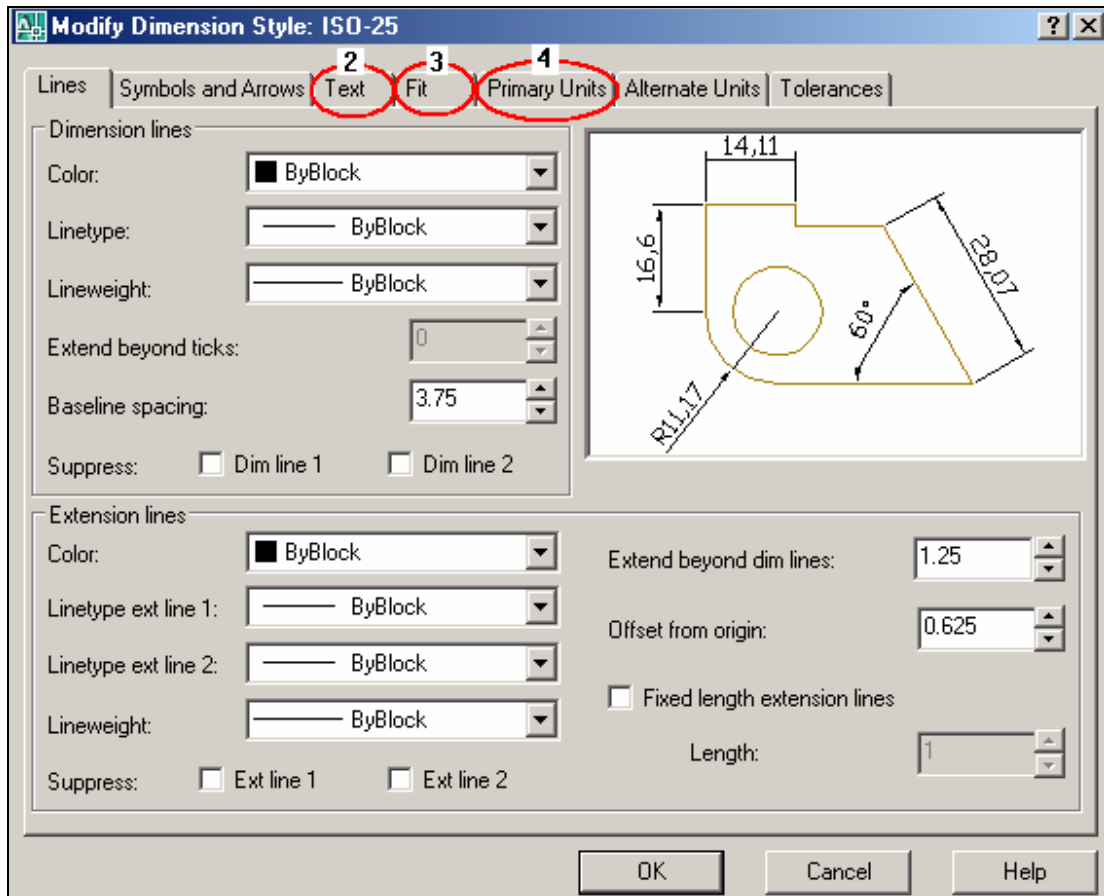 Modify Dimension Style: ISO-25
2 3 4
Lines Symbols and Arrows Text Fit Primary Units Alternate Units Tolerances
Dimension lines
Color: ByBlock
Linetype: ByBlock
Lineweight: ByBlock
Extend beyond ticks: 0
Baseline spacing: 3.75
Suppress: Dim line 1 Dim line 2
14,11
16,6
28,07
60°
R11,17
Extension lines
Color: ByBlock
Linetype ext line 1: ByBlock
Linetype ext line 2: ByBlock
Lineweight: ByBlock
Suppress: Ext line 1 Ext line 2
Extend beyond dim lines: 1.25
Offset from origin: 0.625
Fixed length extension lines
Length: 1
OK Cancel Help